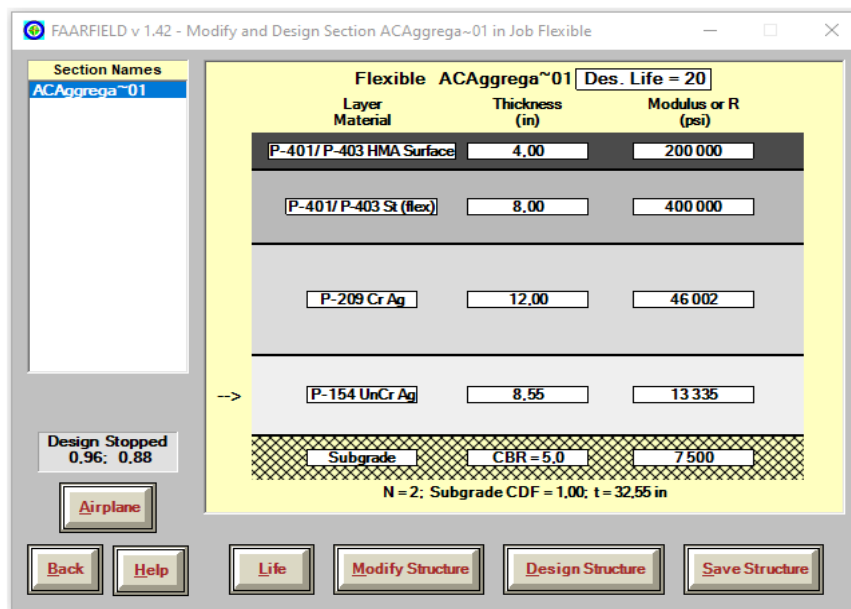 FAARFIELD v 1.42 - Modify and Design Section ACAggrega~01 in Job Flexible
Section Names
ACAggrega~01
Flexible ACAggrega~01 Des. Life = 20
Layer Material Thickness (in) Modulus or R (psi)
P-401/ P-403 HMA Surface 4,00 200 000
P-401/ P-403 St (flex) 8,00 400 000
P-209 Cr Ag 12,00 46 002
--> P-154 UnCr Ag 8,55 13 335
Subgrade CBR = 5,0 7 500
N = 2; Subgrade CDF = 1,00; t = 32,55 in
Design Stopped
0,96; 0,88
Airplane
Back Help Life Modify Structure Design Structure Save Structure